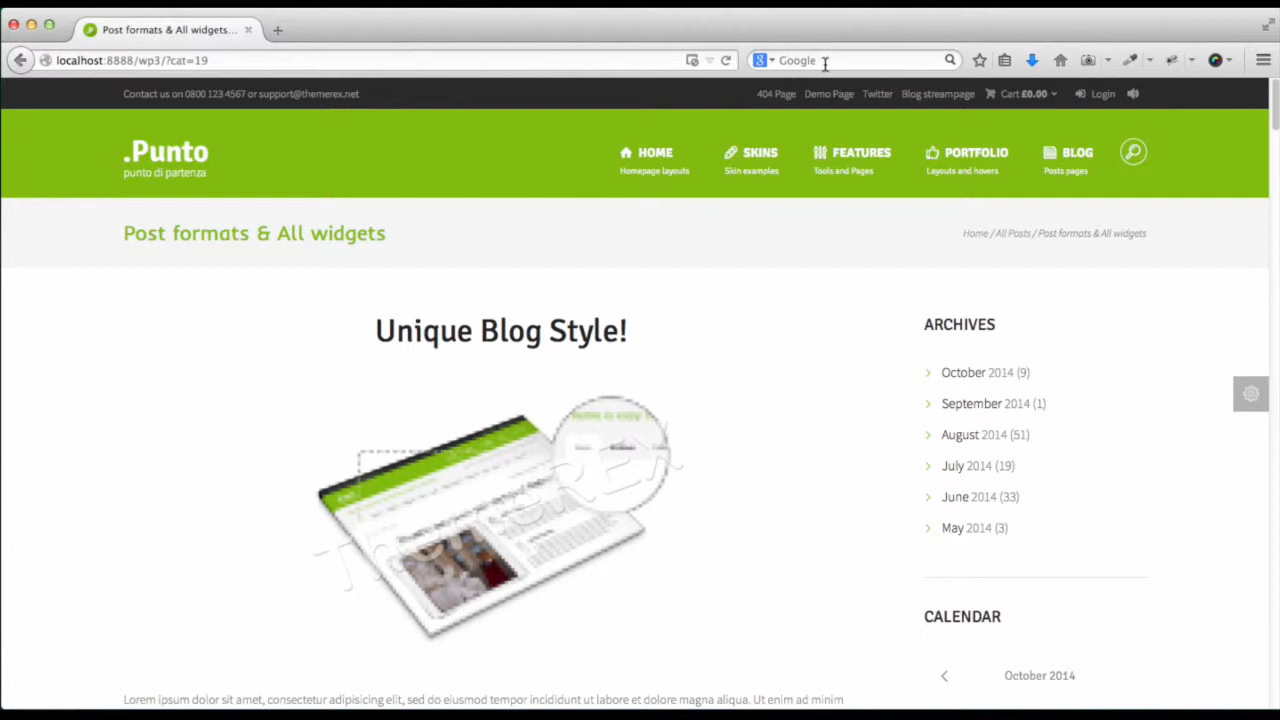 Post formats & All widgets...
localhost:8888/wp3/?cat=19
Google
Contact us on 0800 123 4567 or support@themerex.net
404 Page Demo Page Twitter Blog streampage Cart £0.00 Login
.Punto
punto di partenza
HOME SKINS FEATURES PORTFOLIO BLOG
Homepage layouts Skin examples Tools and Pages Layouts and hovers Posts pages
Post formats & All widgets
Home / All Posts / Post formats & All widgets
Unique Blog Style!
ThemeREX
ARCHIVES
October 2014 (9)
September 2014 (1)
August 2014 (51)
July 2014 (19)
June 2014 (33)
May 2014 (3)
CALENDAR
October 2014
Lorem ipsum dolor sit amet, consectetur adipisicing elit, sed do eiusmod tempor incididunt ut labore et dolore magna aliqua. Ut enim ad minim